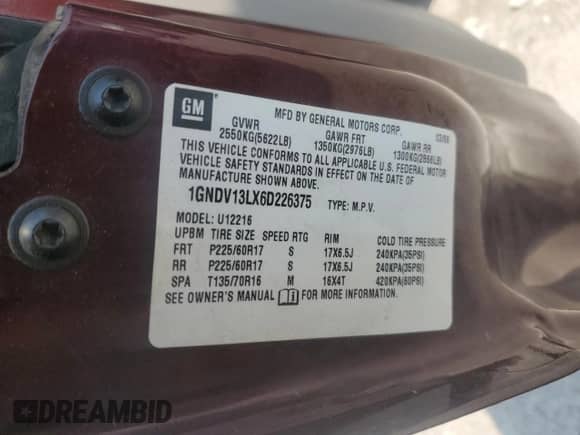 GM
MFD BY GENERAL MOTORS CORP. 03/06
GVWR GAWR FRT GAWR RR
2550KG(5622LB) 1350KG(2976LB) 1300KG(2866LB)
THIS VEHICLE CONFORMS TO ALL APPLICABLE U.S. FEDERAL MOTOR
VEHICLE SAFETY STANDARDS IN EFFECT ON THE DATE OF
MANUFACTURE SHOWN ABOVE.
1GNDV13LX6D226375 TYPE: M.P.V.
MODEL: U12216
UPBM TIRE SIZE SPEED RTG RIM COLD TIRE PRESSURE
FRT P225/60R17 S 17X6.5J 240KPA(35PSI)
RR P225/60R17 S 17X6.5J 240KPA(35PSI)
SPA T135/70R16 M 16X4T 420KPA(60PSI)
SEE OWNER'S MANUAL FOR MORE INFORMATION.
DREAMBID